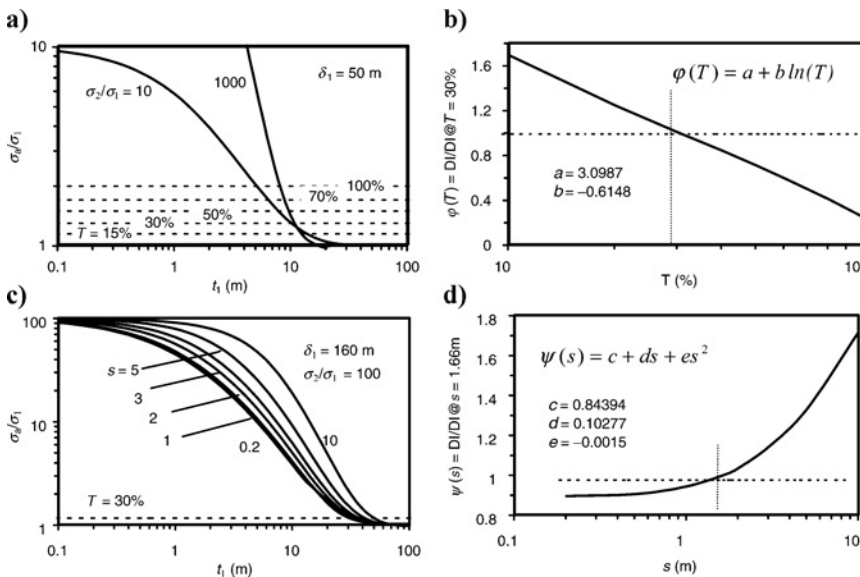 a)
10
1000
δ₁ = 50 m
σ₂/σ₁ = 10
σₐ/σ₁
100%
70%
50%
30%
T = 15%
1
0.1 1 10 100
t₁ (m)
b)
φ(T) = DI/DI@T = 30%
1.6
1.2
0.8
0.4
0
φ(T) = a + b ln(T)
a = 3.0987
b = −0.6148
10 10
T (%)
c)
σₐ/σ₁
100
10
1
δ₁ = 160 m
σ₂/σ₁ = 100
s = 5
3
2
1
0.2
10
T = 30%
0.1 1 10 100
t₁ (m)
d)
ψ(s) = DI/DI@s = 1.66m
1.8
1.6
1.4
1.2
1
0.8
ψ(s) = c + ds + es²
c = 0.84394
d = 0.10277
e = −0.0015
0.1 1 10
s (m)